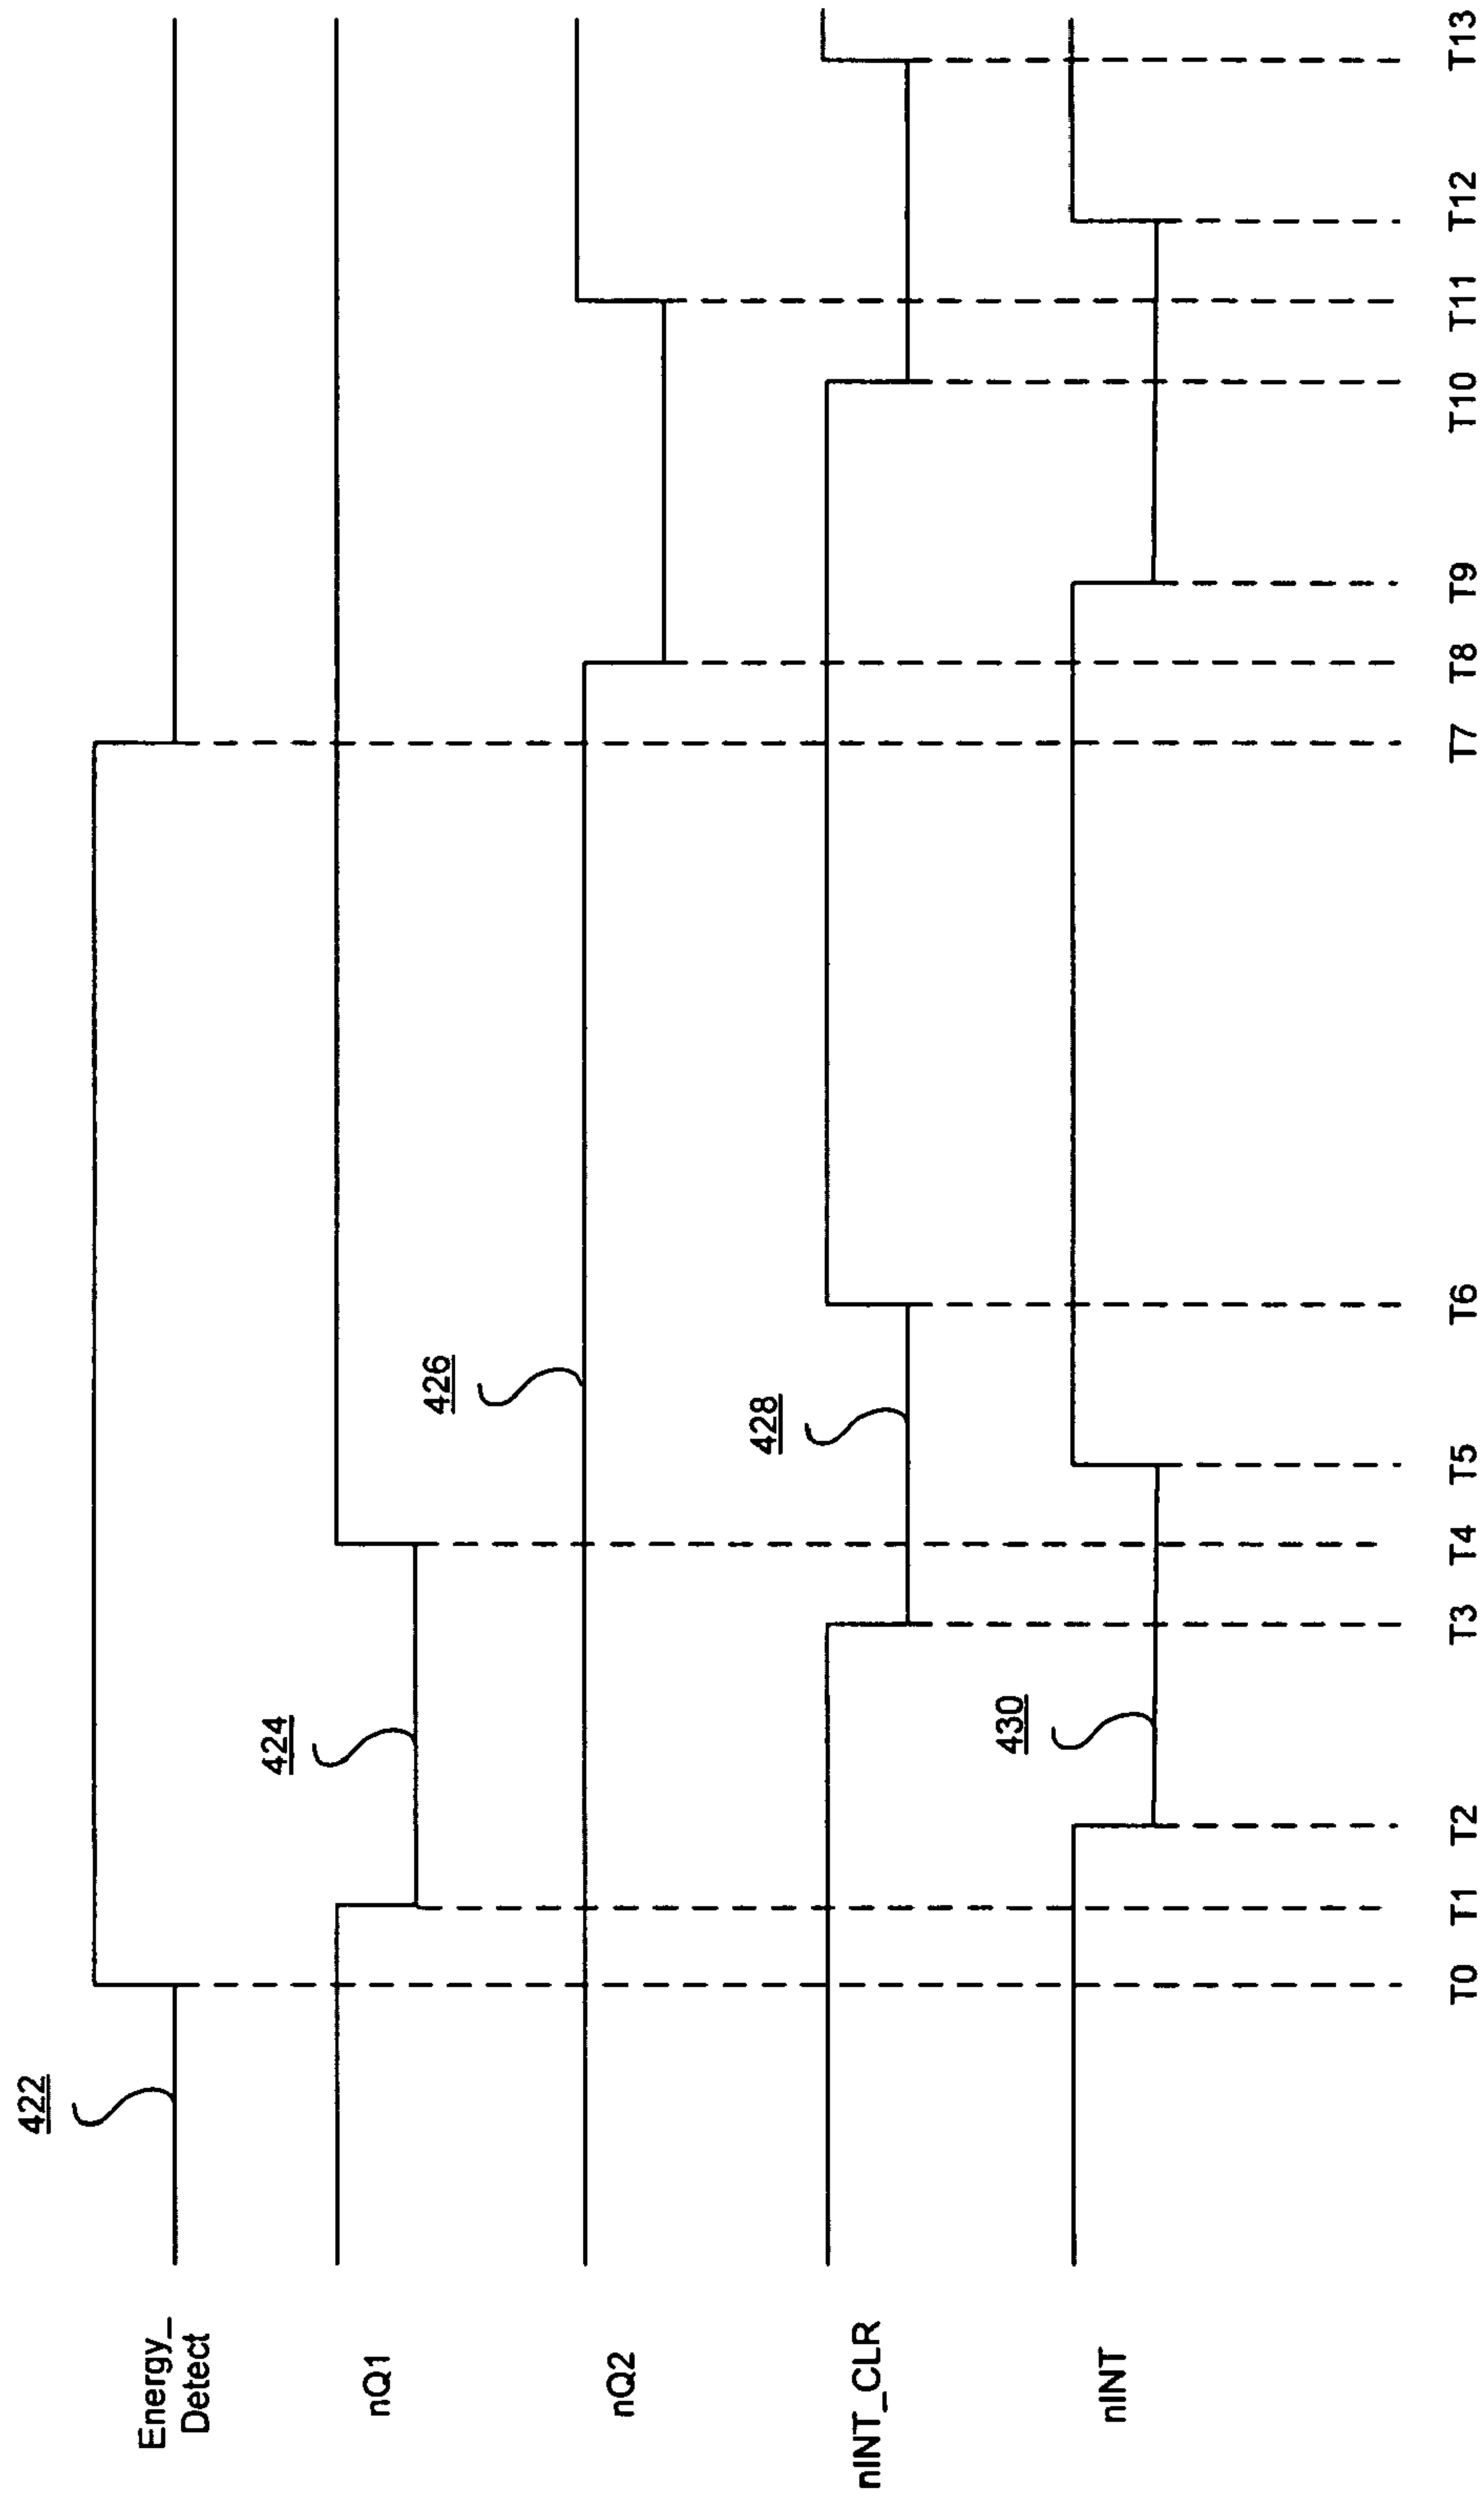 Energy_
Detect
422
nQ1
424
nQ2
426
nINT_CLR
428
nINT
430
T0 T1 T2 T3 T4 T5 T6 T7 T8 T9 T10 T11 T12 T13